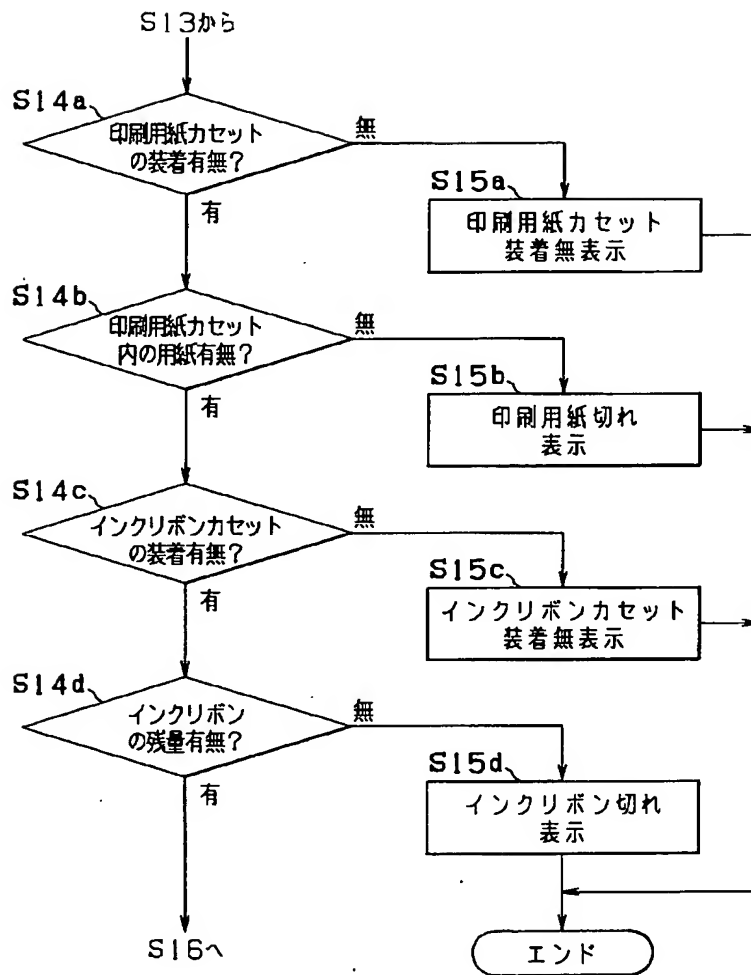 S13から
S14a
印刷用紙カセット
の装着有無?
無
有
S15a
印刷用紙カセット
装着無表示
S14b
印刷用紙カセット
内の用紙有無?
無
有
S15b
印刷用紙切れ
表示
S14c
インクリボンカセット
の装着有無?
無
有
S15c
インクリボンカセット
装着無表示
S14d
インクリボン
の残量有無?
無
有
S15d
インクリボン切れ
表示
S16へ
エンド